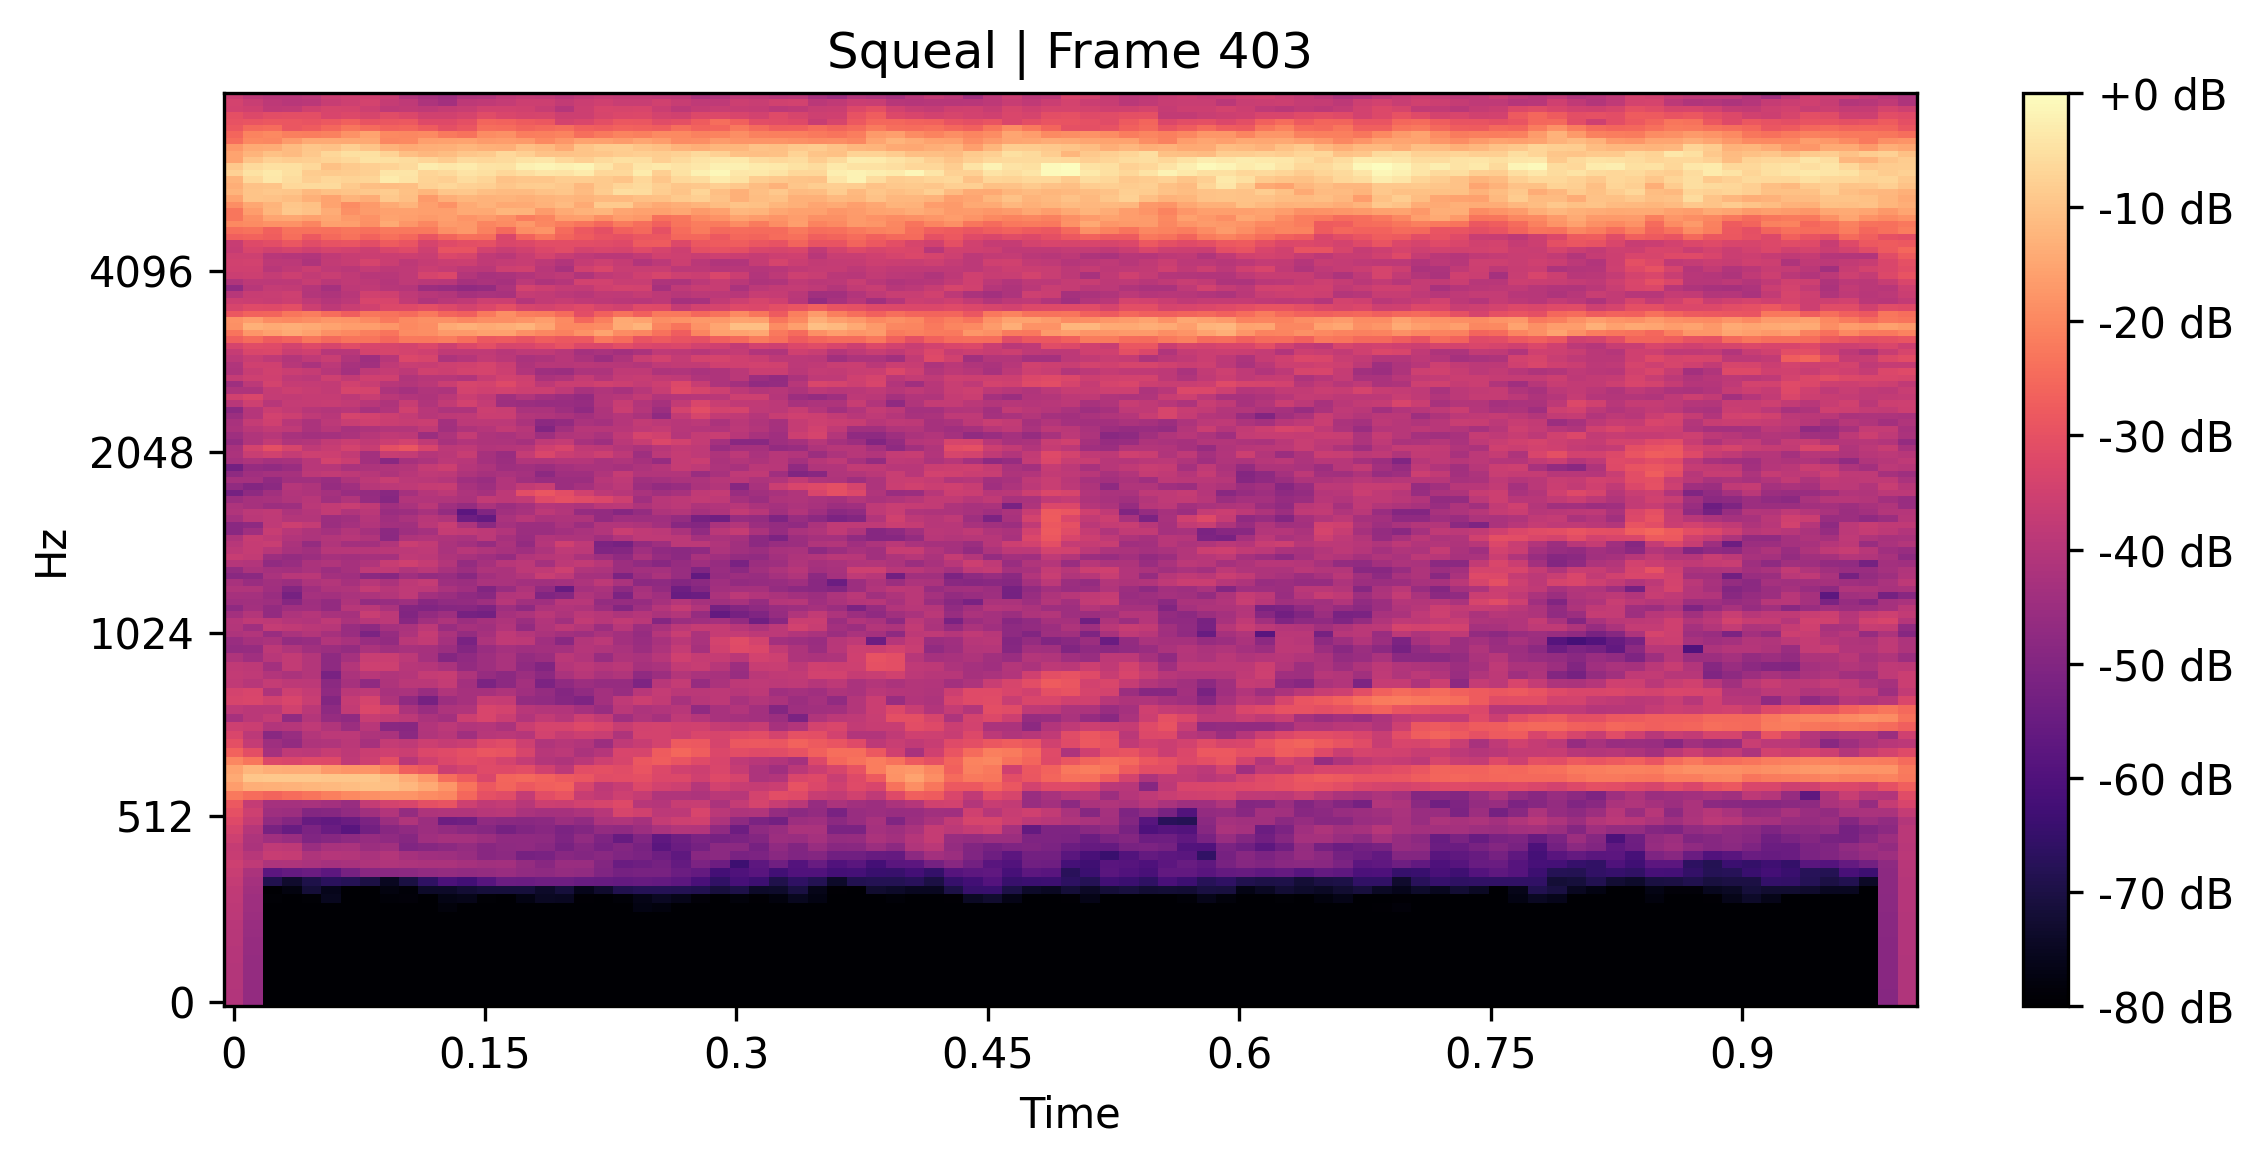 Squeal | Frame 403
Hz
4096
2048
1024
512
0
0 0.15 0.3 0.45 0.6 0.75 0.9
Time
+0 dB
-10 dB
-20 dB
-30 dB
-40 dB
-50 dB
-60 dB
-70 dB
-80 dB